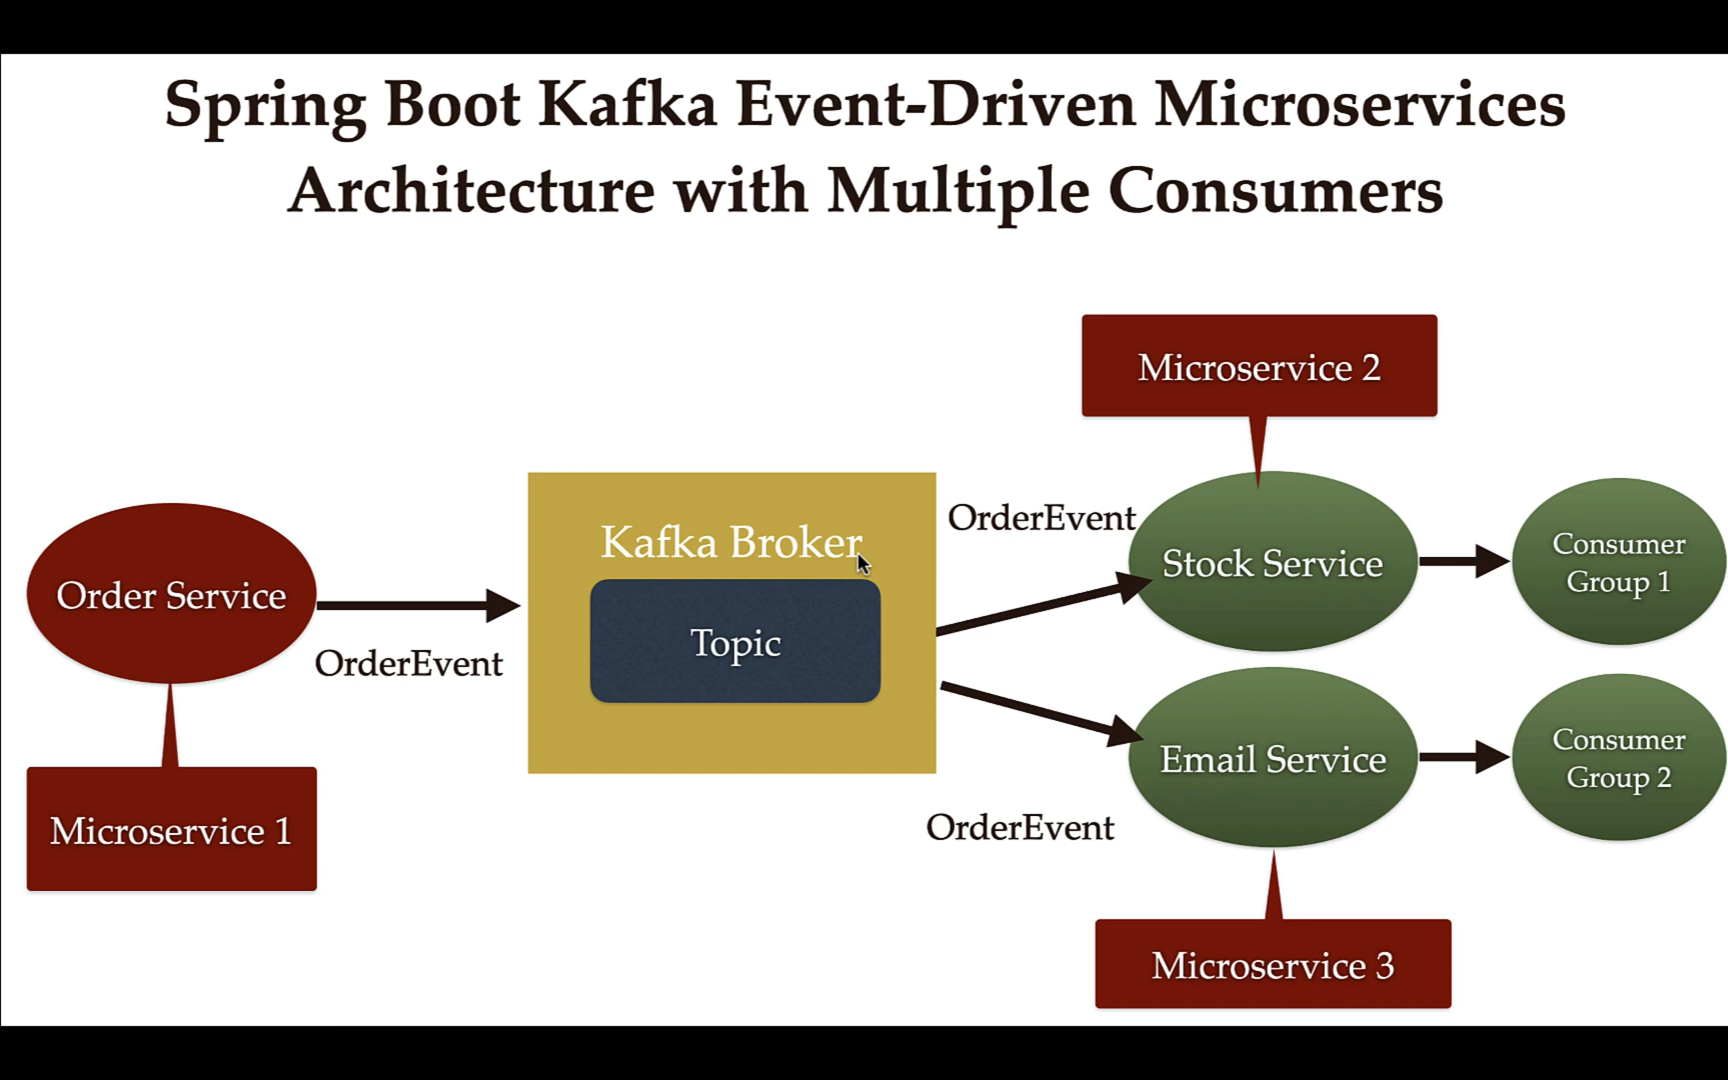 Spring Boot Kafka Event-Driven Microservices
Architecture with Multiple Consumers
Microservice 2
Kafka Broker
OrderEvent
Stock Service
Consumer
Group 1
Order Service
Topic
OrderEvent
Email Service
Consumer
Group 2
Microservice 1
OrderEvent
Microservice 3